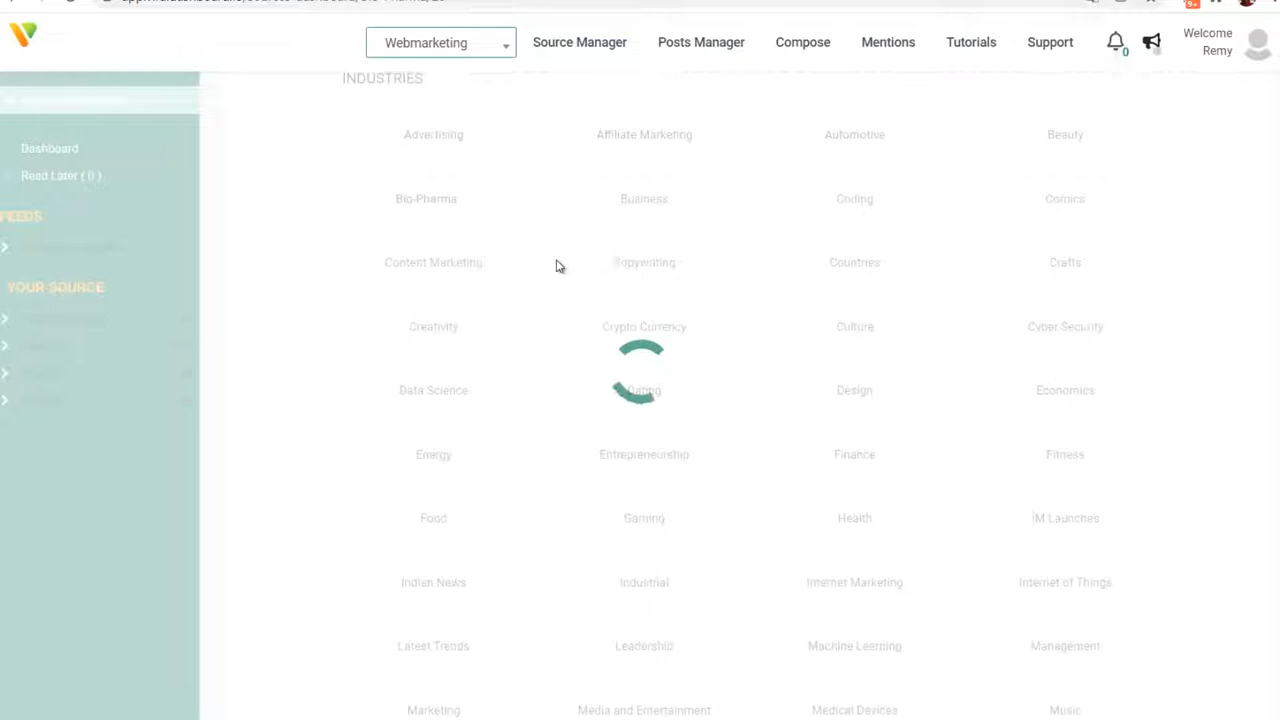 Webmarketing
Source Manager
Posts Manager
Compose
Mentions
Tutorials
Support
0
9+
Welcome
Remy
Dashboard
Read Later ( 0 )
FEEDS
YOUR SOURCE
INDUSTRIES
Advertising Affiliate Marketing Automotive Beauty
Bio-Pharma Business Coding Comics
Content Marketing Copywriting Countries Crafts
Creativity Crypto Currency Culture Cyber Security
Data Science Dating Design Economics
Energy Entrepreneurship Finance Fitness
Food Gaming Health IM Launches
Indian News Industrial Internet Marketing Internet of Things
Latest Trends Leadership Machine Learning Management
Marketing Media and Entertainment Medical Devices Music